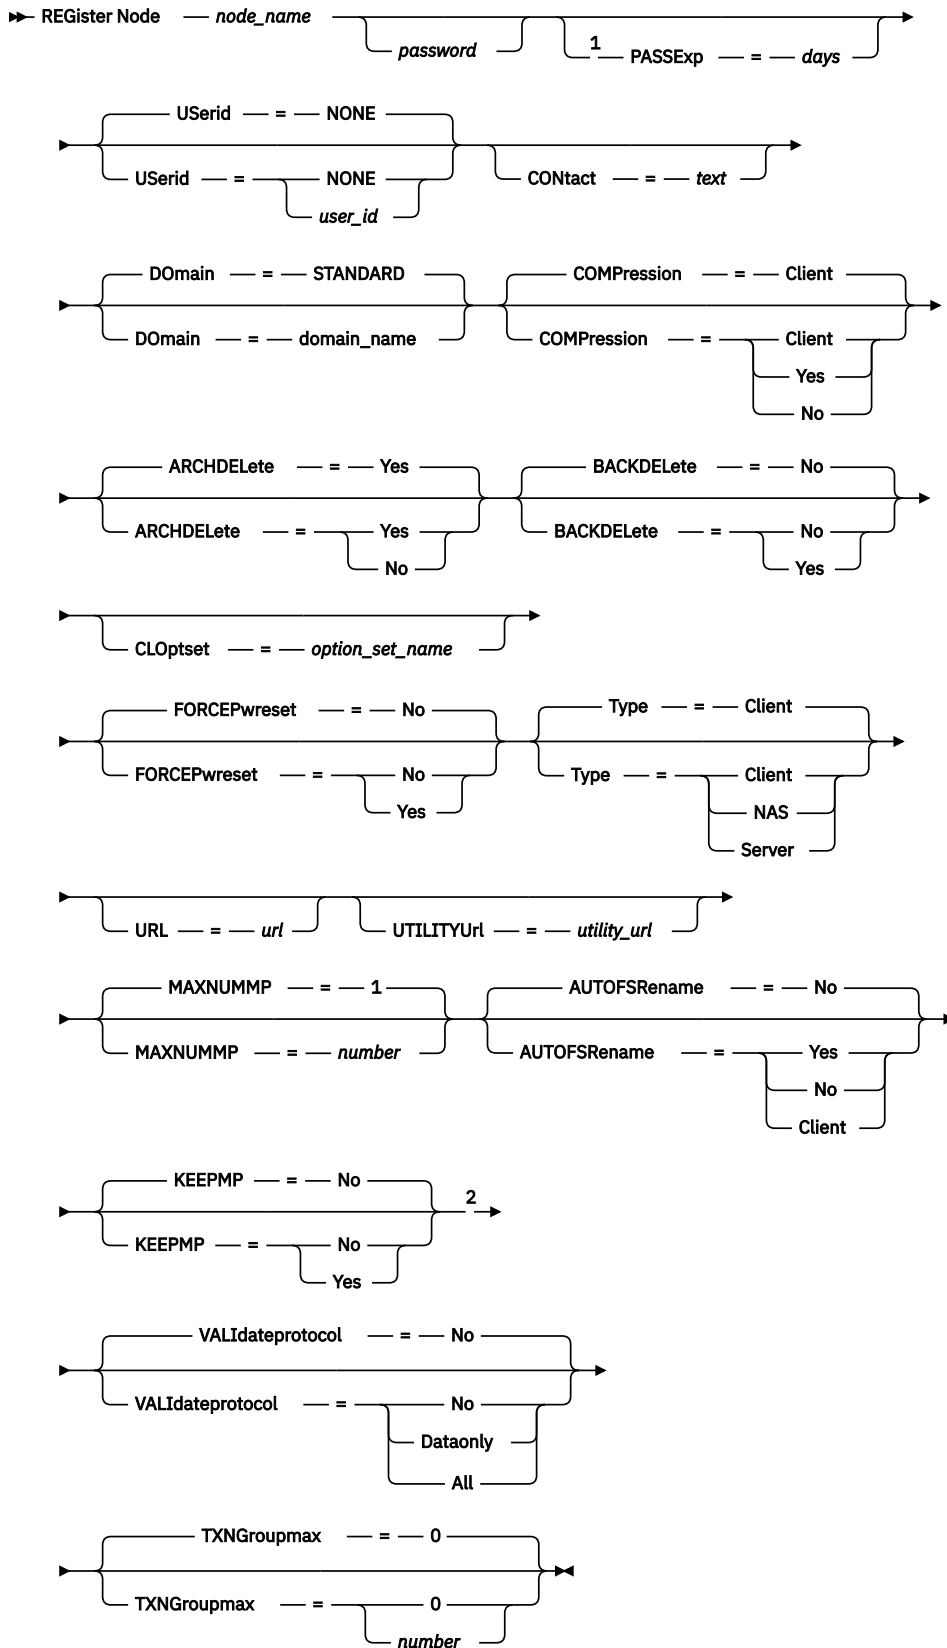 REGister Node node_name
password
1 PASSExp = days
USerid = NONE
USerid = NONE
user_id
CONtact = text
DOmain = STANDARD COMPression = Client
DOmain = domain_name COMPression = Client
Yes
No
ARCHDELete = Yes BACKDELete = No
ARCHDELete = Yes BACKDELete = No
No Yes
CLOptset = option_set_name
FORCEPwreset = No Type = Client
FORCEPwreset = No Type = Client
Yes NAS
Server
URL = url UTILITYUrl = utility_url
MAXNUMMP = 1 AUTOFSRename = No
MAXNUMMP = number AUTOFSRename = Yes
No
Client
KEEPMP = No 2
KEEPMP = No
Yes
VALIdateprotocol = No
VALIdateprotocol = No
Dataonly
All
TXNGroupmax = 0
TXNGroupmax = 0
number